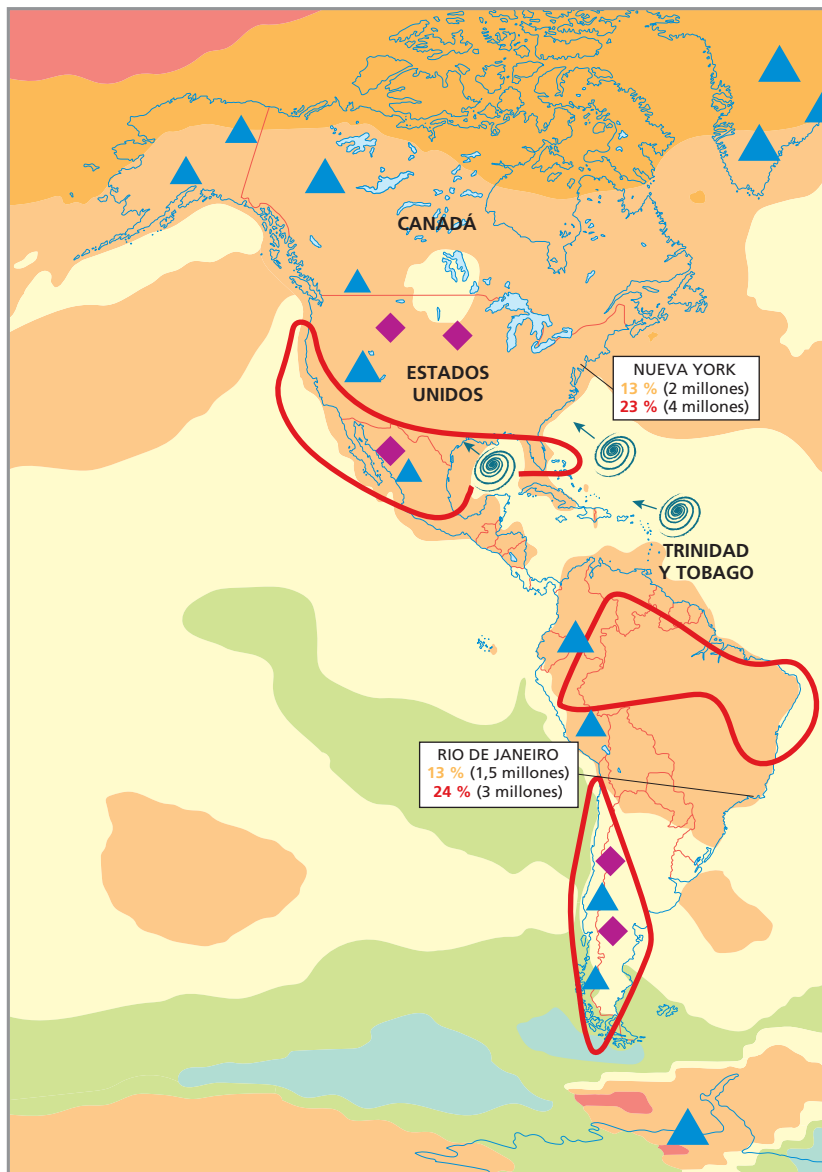 CANADÁ
ESTADOS
UNIDOS
NUEVA YORK
13 % (2 millones)
23 % (4 millones)
TRINIDAD
Y TOBAGO
RIO DE JANEIRO
13 % (1,5 millones)
24 % (3 millones)